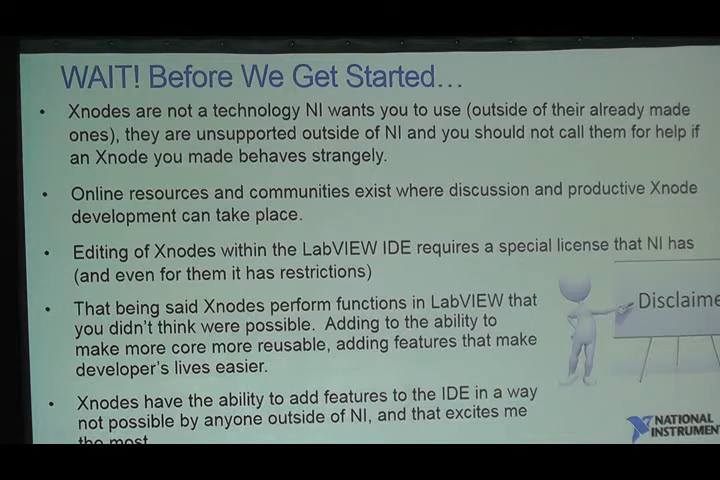 WAIT! Before We Get Started…
• Xnodes are not a technology NI wants you to use (outside of their already made
ones), they are unsupported outside of NI and you should not call them for help if
an Xnode you made behaves strangely.
• Online resources and communities exist where discussion and productive Xnode
development can take place.
• Editing of Xnodes within the LabVIEW IDE requires a special license that NI has
(and even for them it has restrictions)
• That being said Xnodes perform functions in LabVIEW that
you didn't think were possible. Adding to the ability to
make more core more reusable, adding features that make
developer's lives easier.
• Xnodes have the ability to add features to the IDE in a way
not possible by anyone outside of NI, and that excites me
the most
Disclaime
NATIONAL
INSTRUMEN